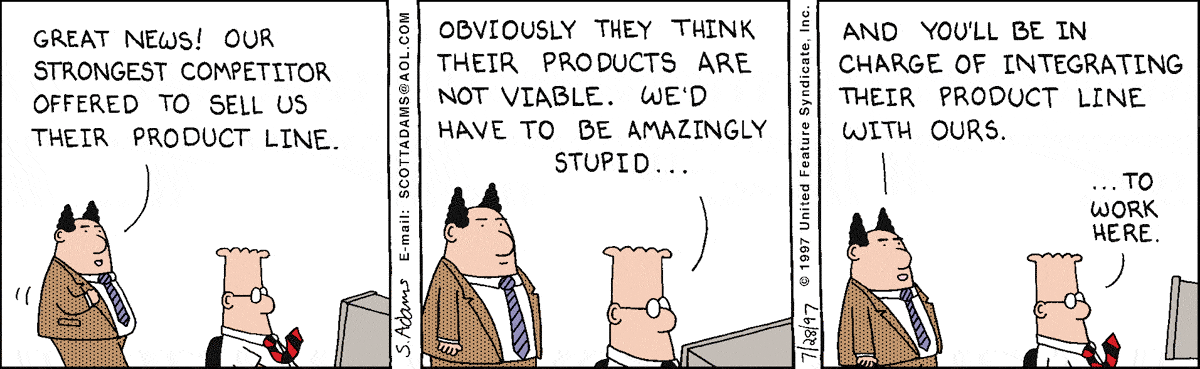 GREAT NEWS! OUR
STRONGEST COMPETITOR
OFFERED TO SELL US
THEIR PRODUCT LINE.
S. Adams E-mail: SCOTTADAMS@AOL.COM
OBVIOUSLY THEY THINK
THEIR PRODUCTS ARE
NOT VIABLE. WE'D
HAVE TO BE AMAZINGLY
STUPID...
7/28/97 © 1997 United Feature Syndicate, Inc.
AND YOU'LL BE IN
CHARGE OF INTEGRATING
THEIR PRODUCT LINE
WITH OURS.
...TO
WORK
HERE.